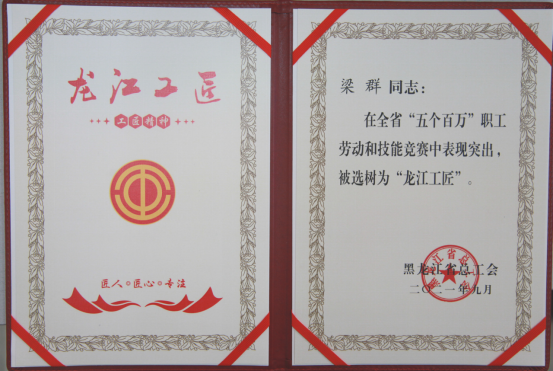 龙江工匠
工匠精神
匠人 匠心 专注
梁群同志:
在全省“五个百万”职工
劳动和技能竞赛中表现突出,
被选树为“龙江工匠”。
黑龙江省总工会
二〇二一年九月